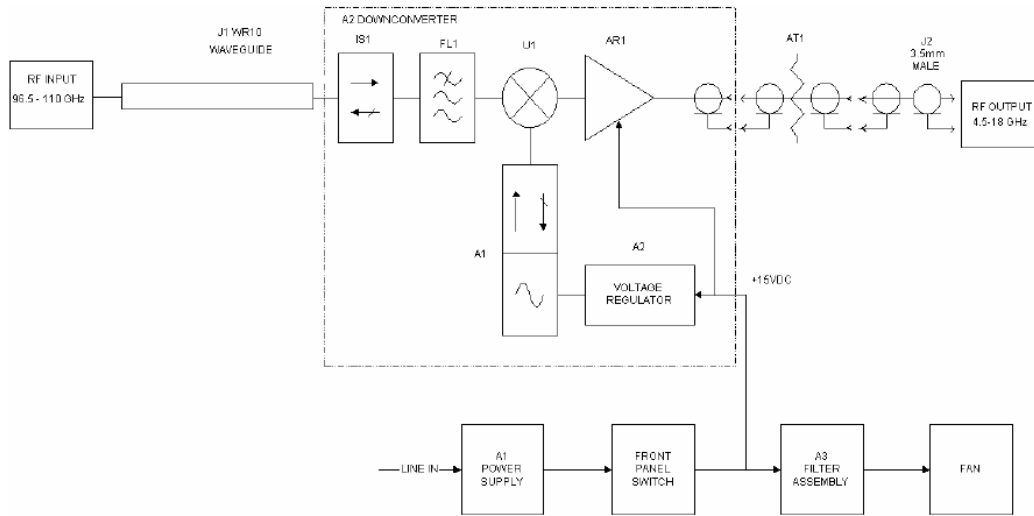 A2 DOWNCONVERTER
J1 WR10
WAVEGUIDE
IS1
FL1
U1
AR1
AT1
J2
3.5mm
MALE
RF INPUT
96.5 - 110 GHz
RF OUTPUT
4.5-18 GHz
A1
A2
VOLTAGE
REGULATOR
+15VDC
LINE IN
A1
POWER
SUPPLY
FRONT
PANEL
SWITCH
A3
FILTER
ASSEMBLY
FAN